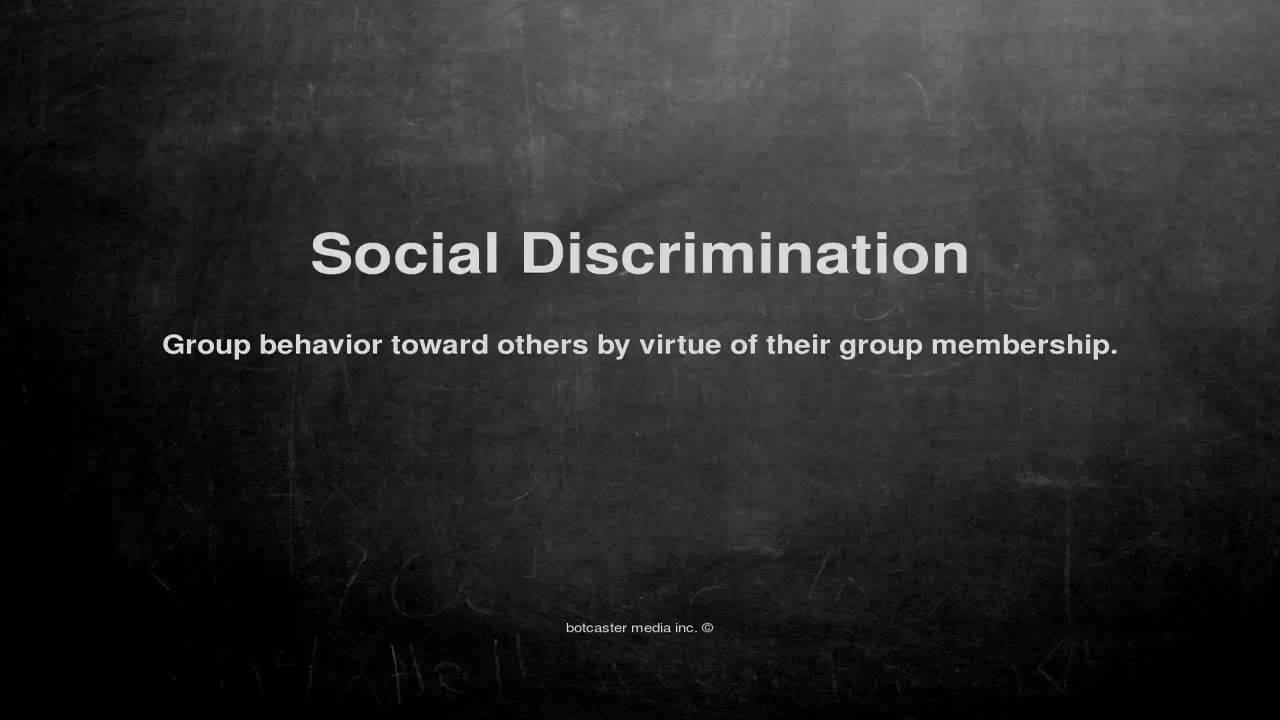 Social Discrimination
Group behavior toward others by virtue of their group membership.
botcaster media inc. ©